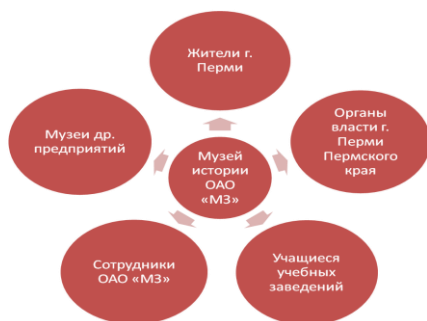 Жители г.
Перми
Музеи др.
предприятий
Органы
власти г.
Перми
Пермского
края
Музей
истории
ОАО
«МЗ»
Сотрудники
ОАО «МЗ»
Учащиеся
учебных
заведений